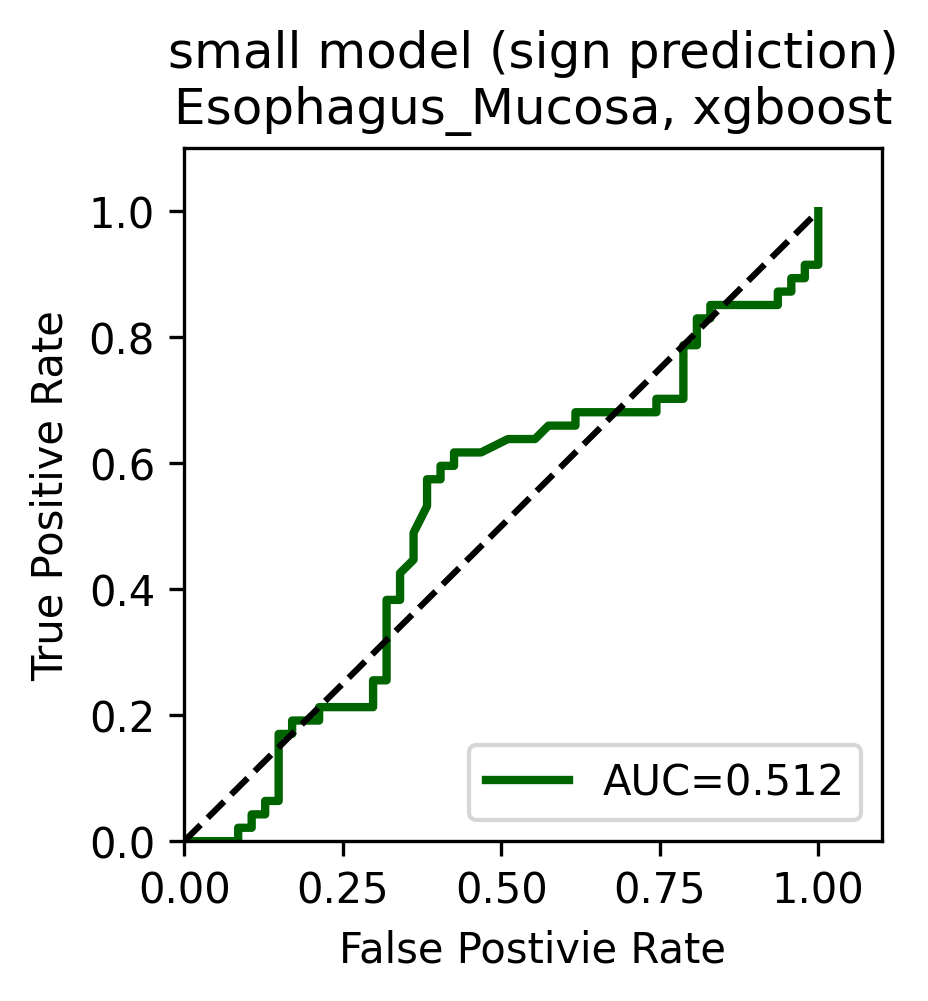 small model (sign prediction)
Esophagus_Mucosa, xgboost
1.0
0.8
0.6
0.4
0.2
0.0
True Positive Rate
AUC=0.512
0.00 0.25 0.50 0.75 1.00
False Postivie Rate